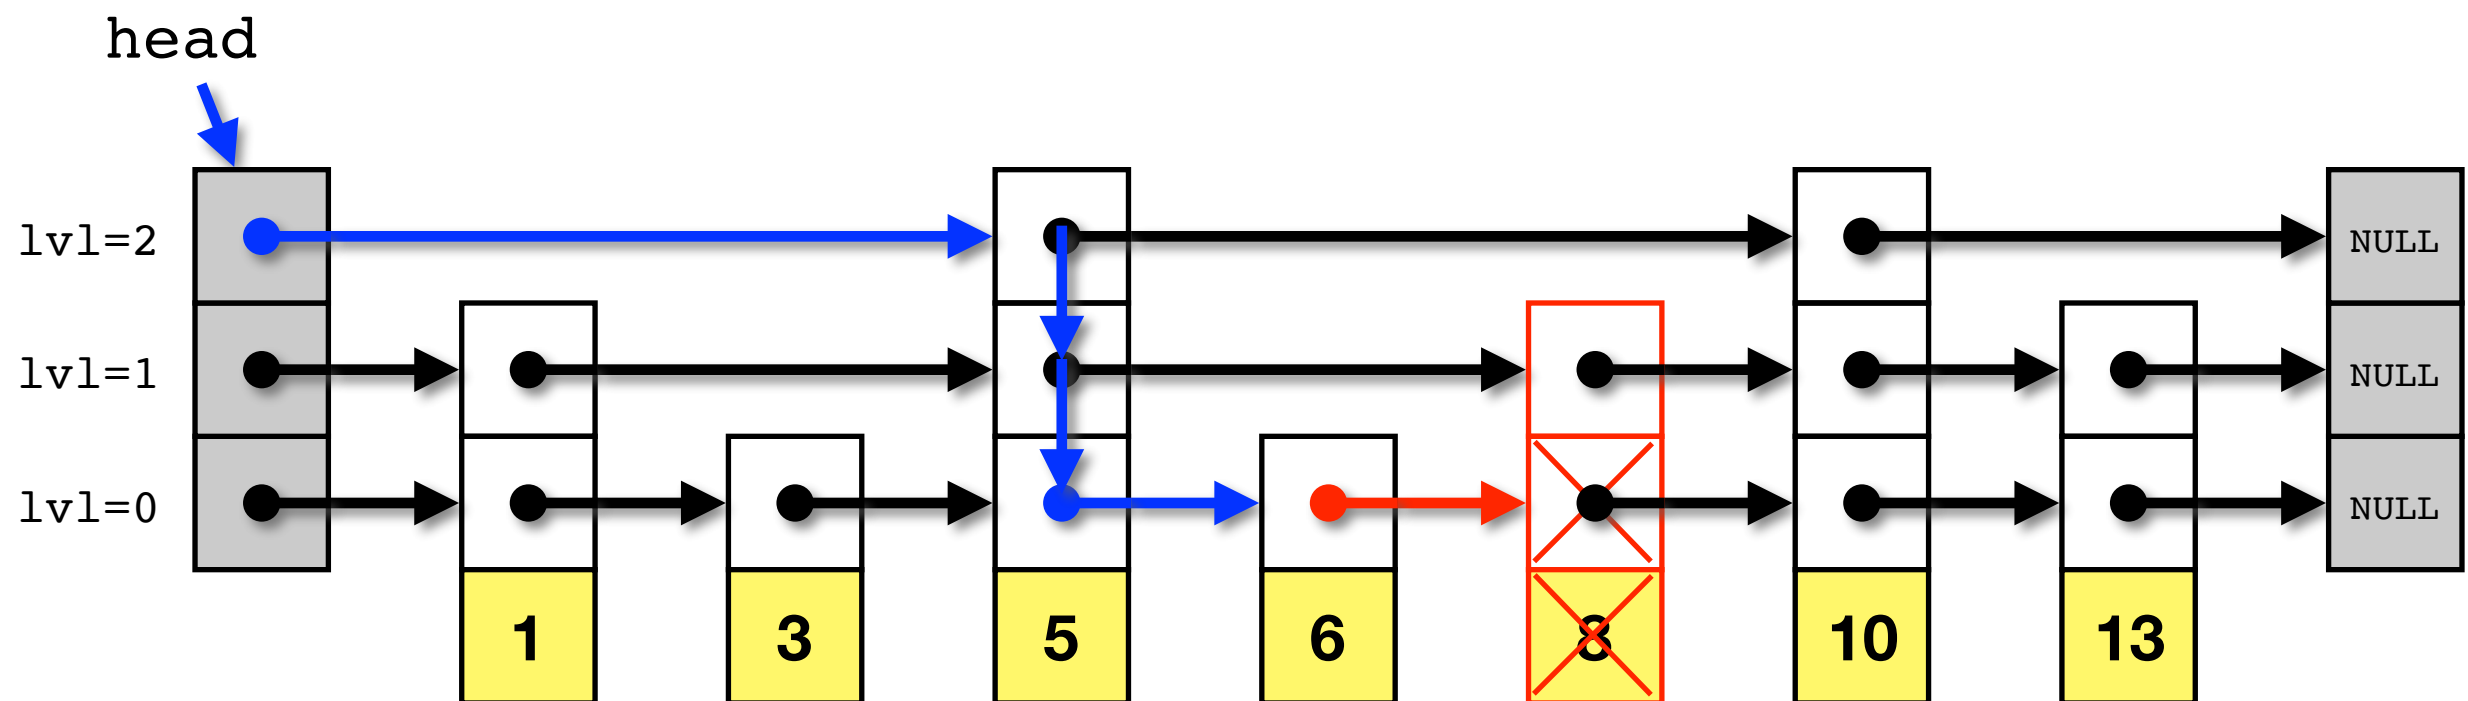 head
lvl=2 NULL
lvl=1 NULL
lvl=0 NULL
1 3 5 6 8 10 13